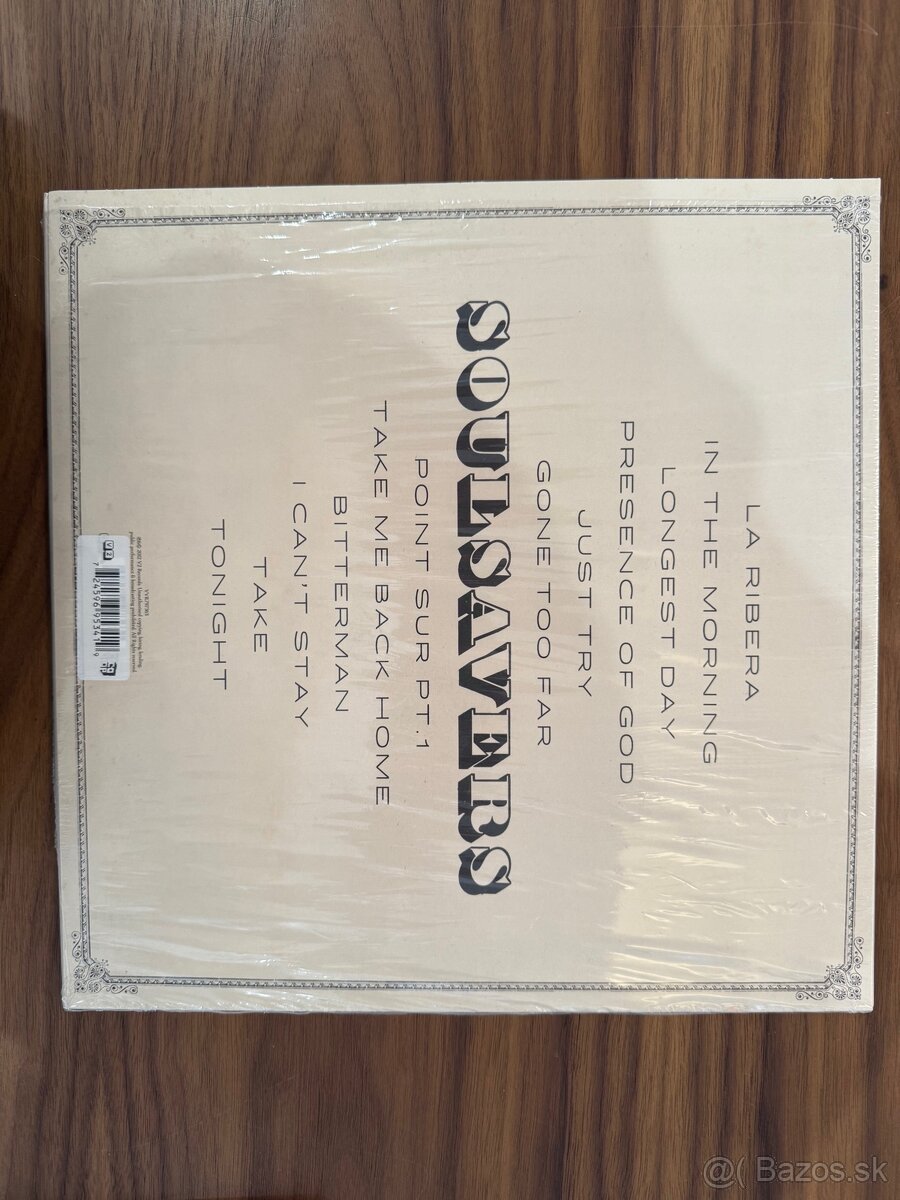 LA RIBERA
IN THE MORNING
LONGEST DAY
PRESENCE OF GOD
JUST TRY
GONE TOO FAR
SOULSAVERS
POINT SUR PT.1
TAKE ME BACK HOME
BITTERMAN
I CAN'T STAY
TAKE
TONIGHT
V2
@( Bazos.sk